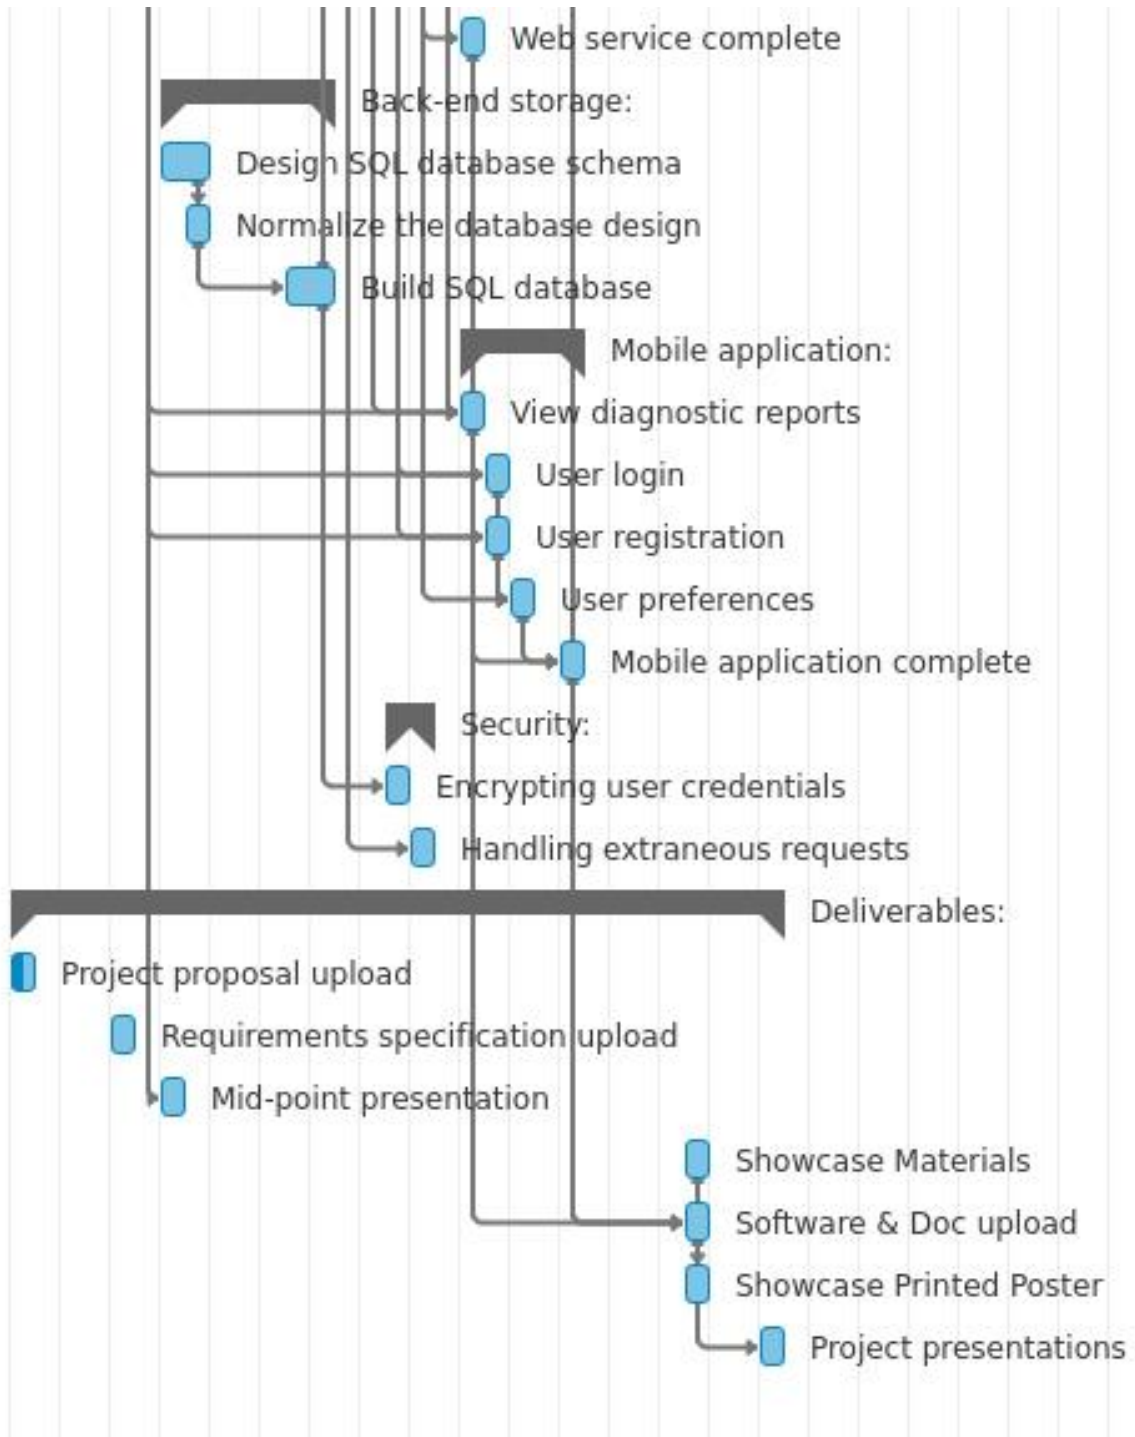 Web service complete
Back-end storage:
Design SQL database schema
Normalize the database design
Build SQL database
Mobile application:
View diagnostic reports
User login
User registration
User preferences
Mobile application complete
Security:
Encrypting user credentials
Handling extraneous requests
Deliverables:
Project proposal upload
Requirements specification upload
Mid-point presentation
Showcase Materials
Software & Doc upload
Showcase Printed Poster
Project presentations